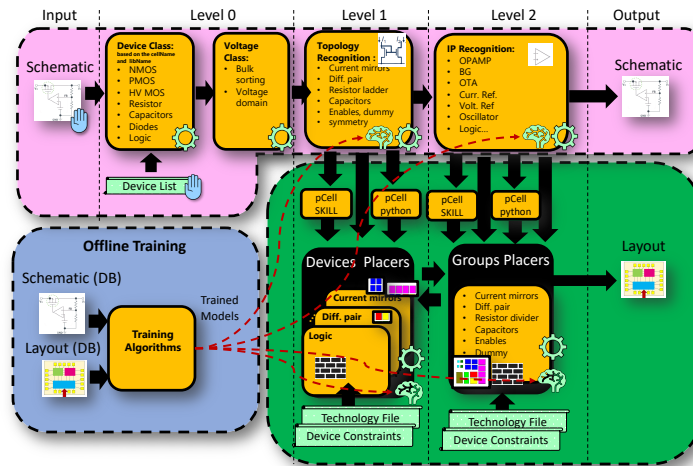 Input
Level 0
Level 1
Level 2
Output
Schematic
Device Class:
based on the cellName
and libName
• NMOS
• PMOS
• HV MOS
• Resistor
• Capacitors
• Diodes
• Logic
Device List
Voltage
Class:
• Bulk
sorting
• Voltage
domain
Topology
Recognition :
• Current mirrors
• Diff. pair
• Resistor ladder
• Capacitors
• Enables, dummy
• symmetry
IP Recognition:
• OPAMP
• BG
• OTA
• Curr. Ref.
• Volt. Ref
• Oscillator
• Logic...
Schematic
pCell
SKILL
pCell
python
pCell
SKILL
pCell
python
Offline Training
Schematic (DB)
Layout (DB)
Training
Algorithms
Trained
Models
Devices Placers
Current mirrors
Diff. pair
Logic
Technology File
Device Constraints
Groups Placers
• Current mirrors
• Diff. pair
• Resistor divider
• Capacitors
• Enables
• Dummy
Technology File
Device Constraints
Layout